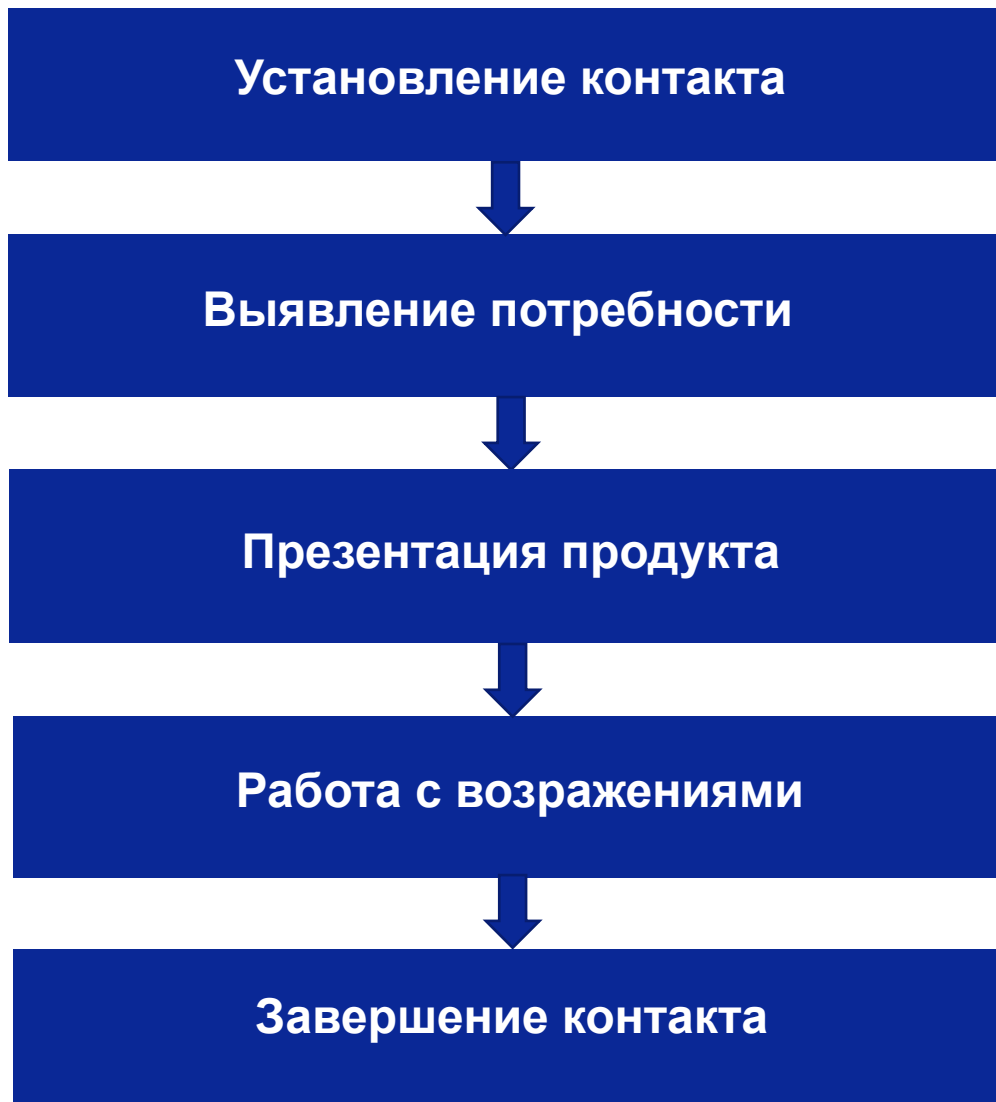 Установление контакта
Выявление потребности
Презентация продукта
Работа с возражениями
Завершение контакта